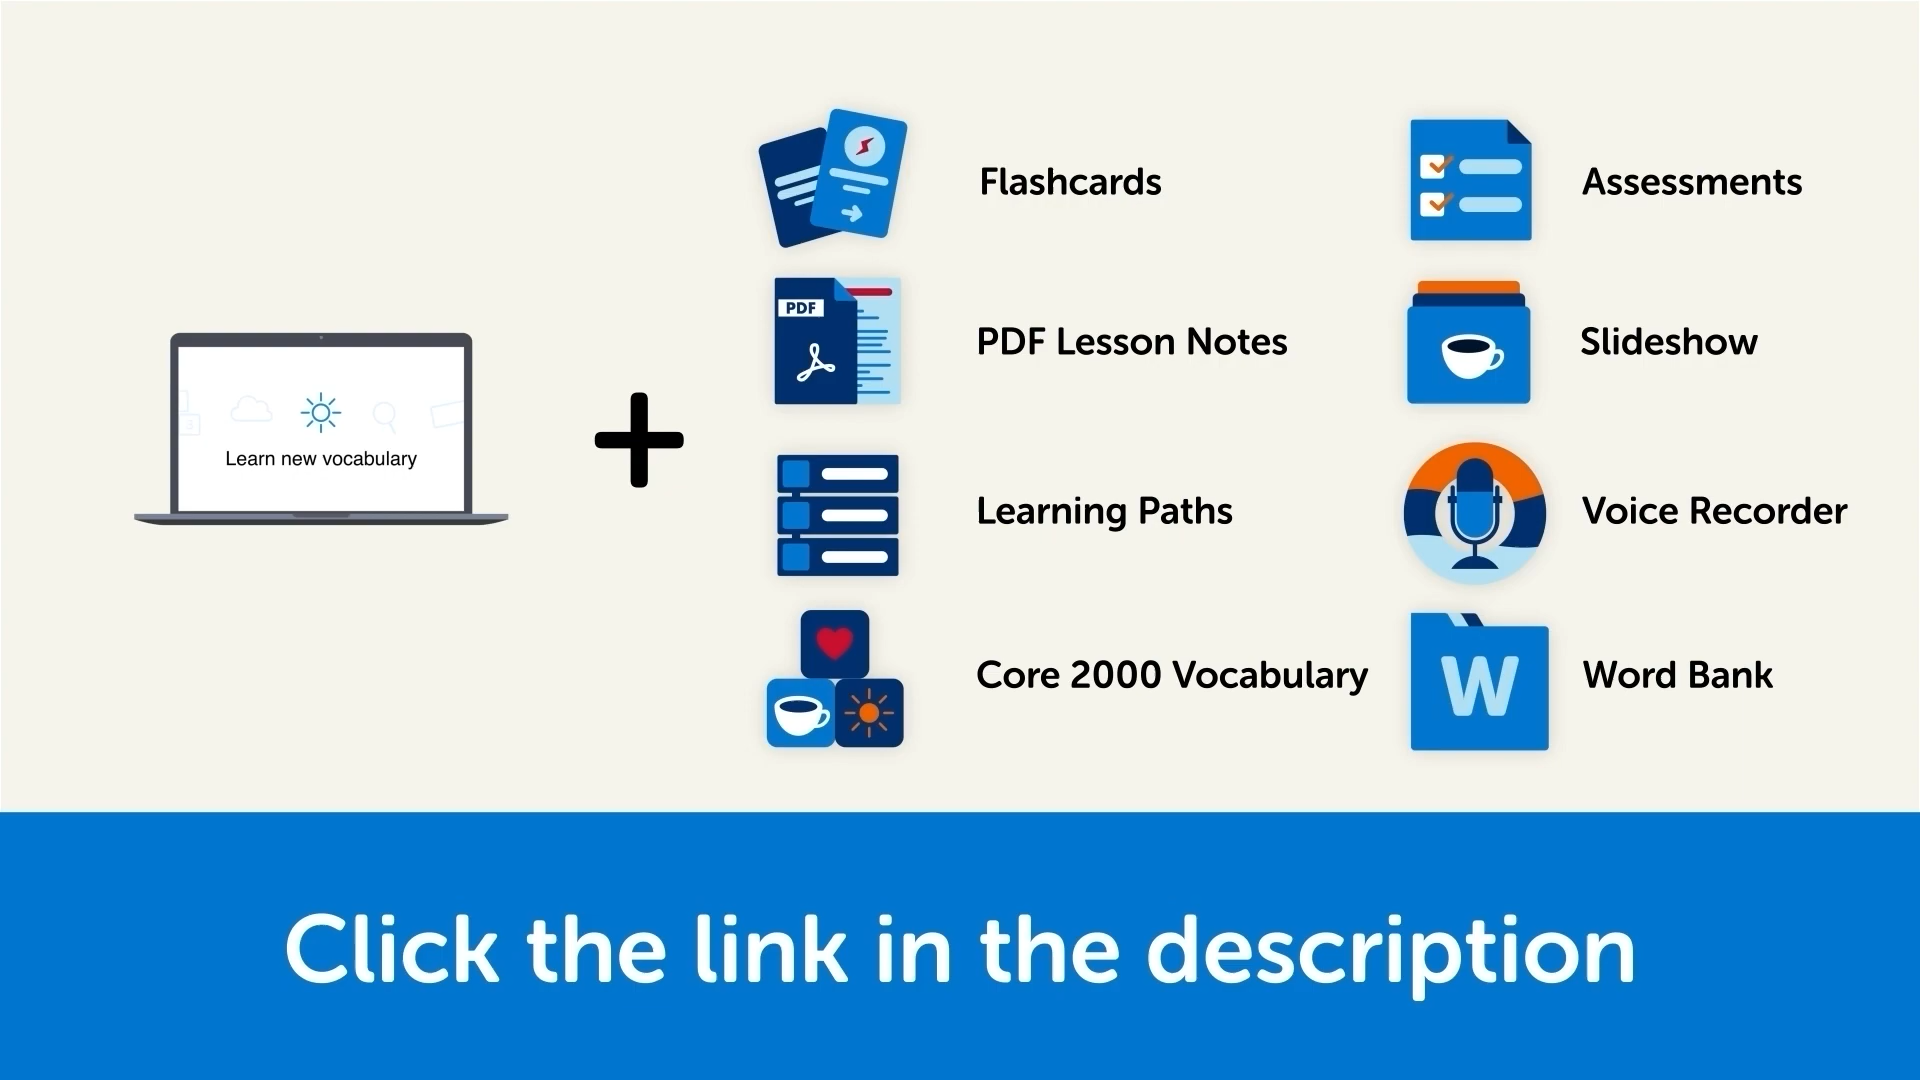 Learn new vocabulary
Flashcards
PDF
PDF Lesson Notes
Learning Paths
Core 2000 Vocabulary
Assessments
Slideshow
Voice Recorder
W
Word Bank
Click the link in the description